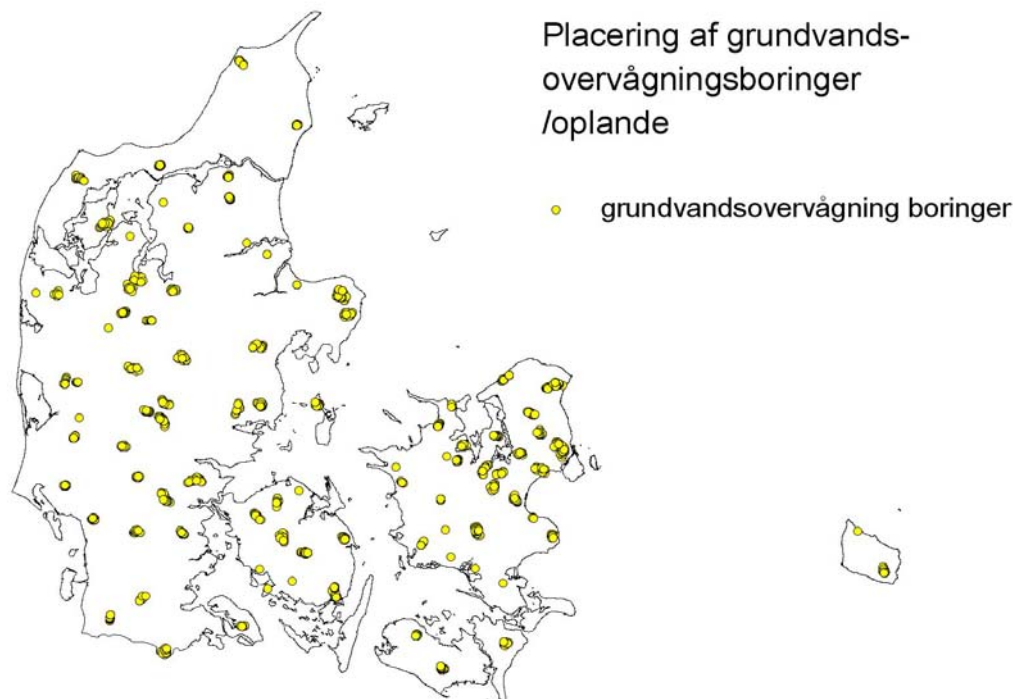 Placering af grundvands-
overvågningsboringer
/oplande
grundvandsovervågning boringer